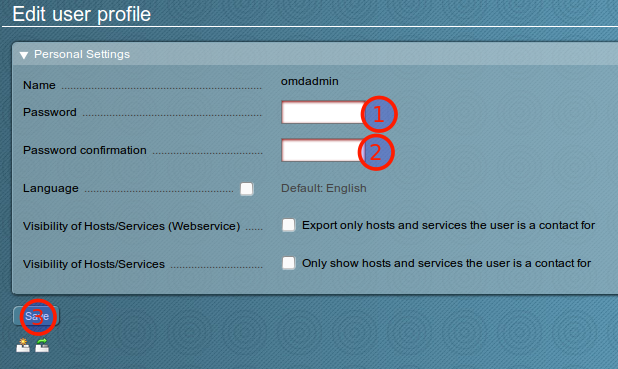 Edit user profile
Personal Settings
Name omdadmin
Password 1
Password confirmation 2
Language Default: English
Visibility of Hosts/Services (Webservice) Export only hosts and services the user is a contact for
Visibility of Hosts/Services Only show hosts and services the user is a contact for
Save 3